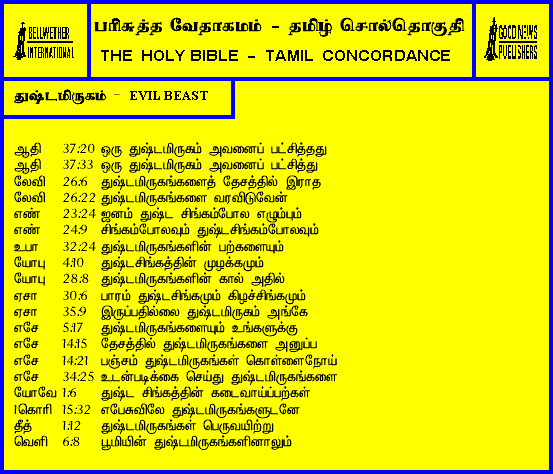 BELLWETHER
INTERNATIONAL
பரிசுத்த வேதாகமம் - தமிழ் சொல்தொகுதி
THE HOLY BIBLE - TAMIL CONCORDANCE
GOOD NEWS
PUBLISHERS
துஷ்டமிருகம் - EVIL BEAST
ஆதி 37:20 ஒரு துஷ்டமிருகம் அவனைப் பட்சித்தது
ஆதி 37:33 ஒரு துஷ்டமிருகம் அவனைப் பட்சித்து
லேவி 26:6 துஷ்டமிருகங்களைத் தேசத்தில் இராத
லேவி 26:22 துஷ்டமிருகங்களை வரவிடுவேன்
எண் 23:24 ஜனம் துஷ்ட சிங்கம்போல எழும்பும்
எண் 24:9 சிங்கம்போலவும் துஷ்டசிங்கம்போலவும்
உபா 32:24 துஷ்டமிருகங்களின் பற்களையும்
யோபு 4:10 துஷ்டசிங்கத்தின் முழக்கமும்
யோபு 28:8 துஷ்டமிருகங்களின் கால் அதில்
ஏசா 30:6 பாரம் துஷ்டசிங்கமும் கிழச்சிங்கமும்
ஏசா 35:9 இருப்பதில்லை துஷ்டமிருகம் அங்கே
எசே 5:17 துஷ்டமிருகங்களையும் உங்களுக்கு
எசே 14:15 தேசத்தில் துஷ்டமிருகங்களை அனுப்ப
எசே 14:21 பஞ்சம் துஷ்டமிருகங்கள் கொள்ளைநோய்
எசே 34:25 உடன்படிக்கை செய்து துஷ்டமிருகங்களை
யோவே 1:6 துஷ்ட சிங்கத்தின் கடைவாய்ப்பற்கள்
1கொரி 15:32 எபேசுவிலே துஷ்டமிருகங்களுடனே
தீத் 1:12 துஷ்டமிருகங்கள் பெருவயிற்று
வெளி 6:8 பூமியின் துஷ்டமிருகங்களினாலும்